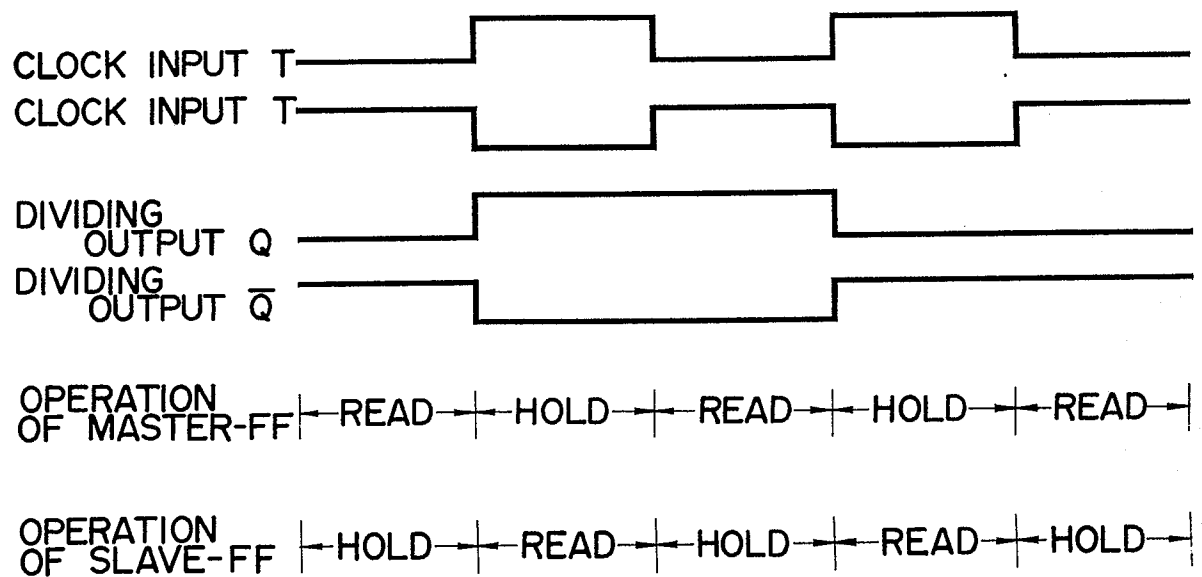 CLOCK INPUT T
CLOCK INPUT T
DIVIDING
OUTPUT Q
DIVIDING
OUTPUT Q̅
OPERATION
OF MASTER-FF READ HOLD READ HOLD READ
OPERATION
OF SLAVE-FF HOLD READ HOLD READ HOLD